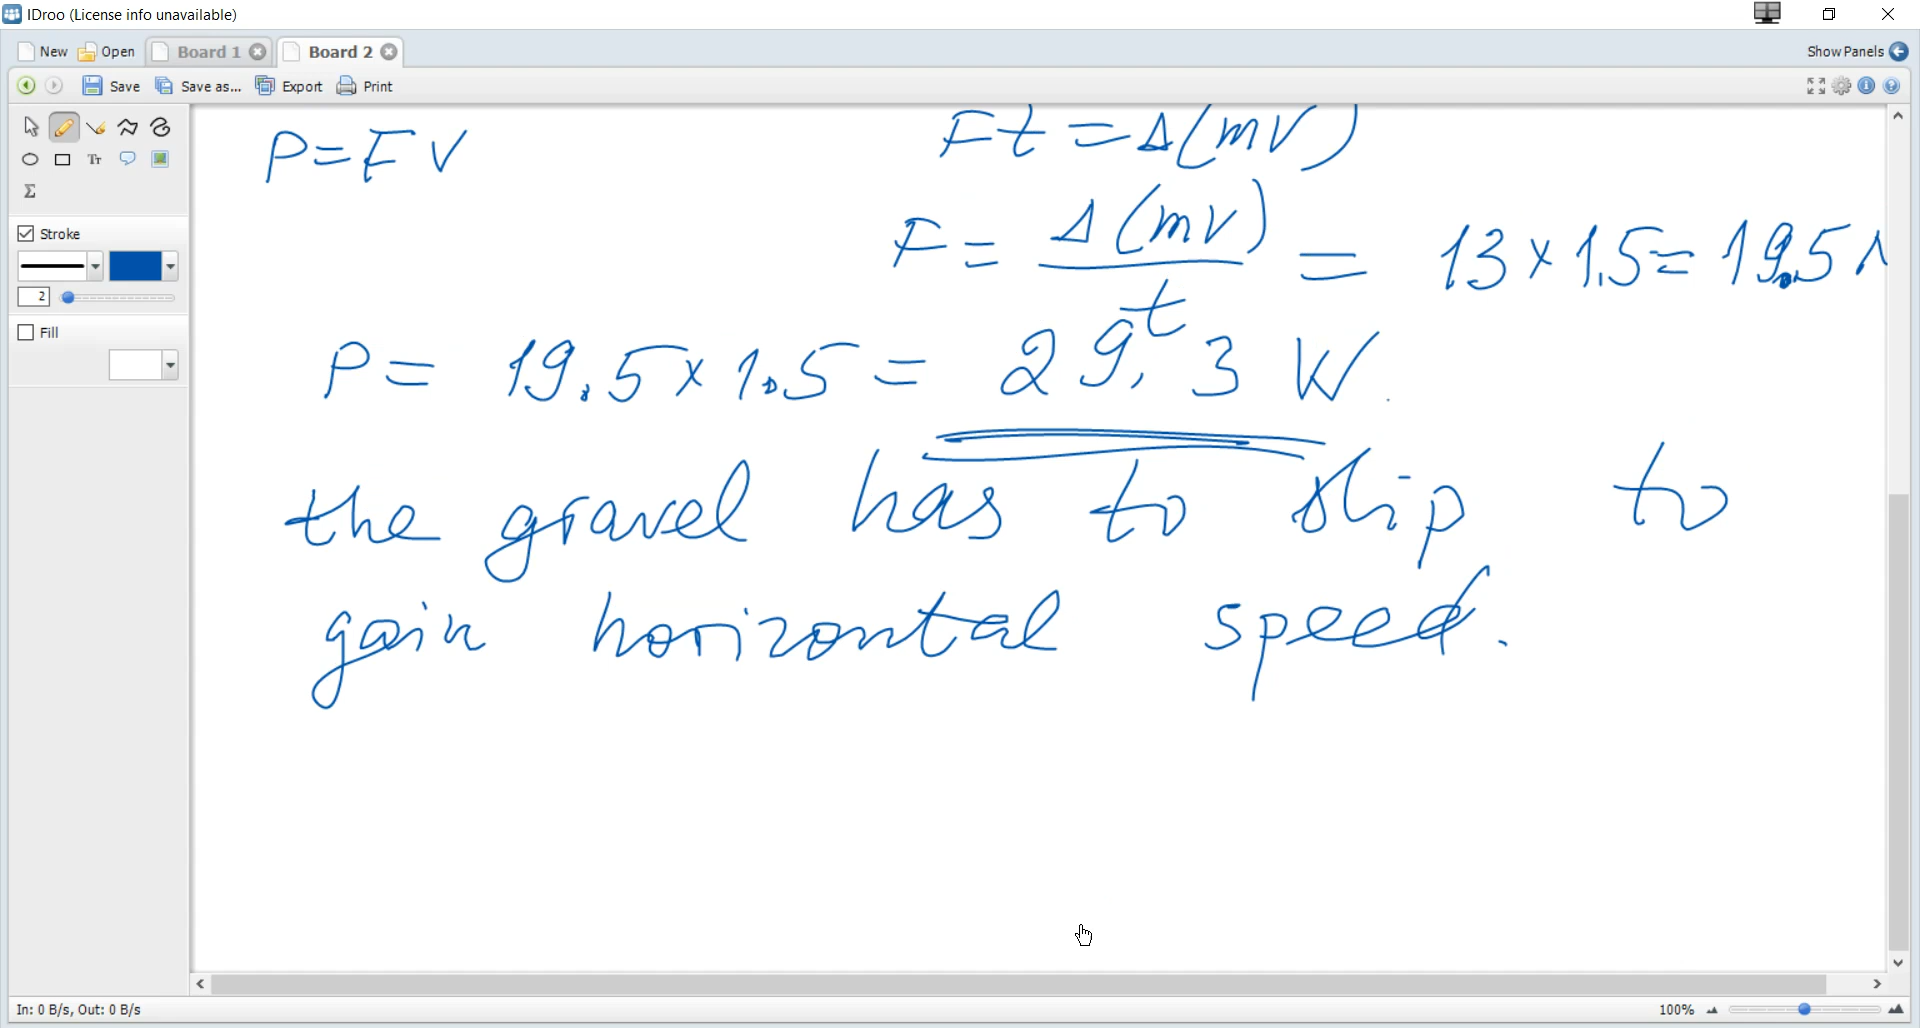 IDroo (License info unavailable)
New Open Board 1 Board 2 Show Panels
Save Save as... Export Print
P=FV
Ft=Δ(mv)
F = Δ(mv) / t = 13×1.5=19.5N
P= 19.5×1.5= 29.3 W
the gravel has to slip to
gain horizontal speed.
Tr
Σ
Stroke
2
Fill
In: 0 B/s, Out: 0 B/s 100%